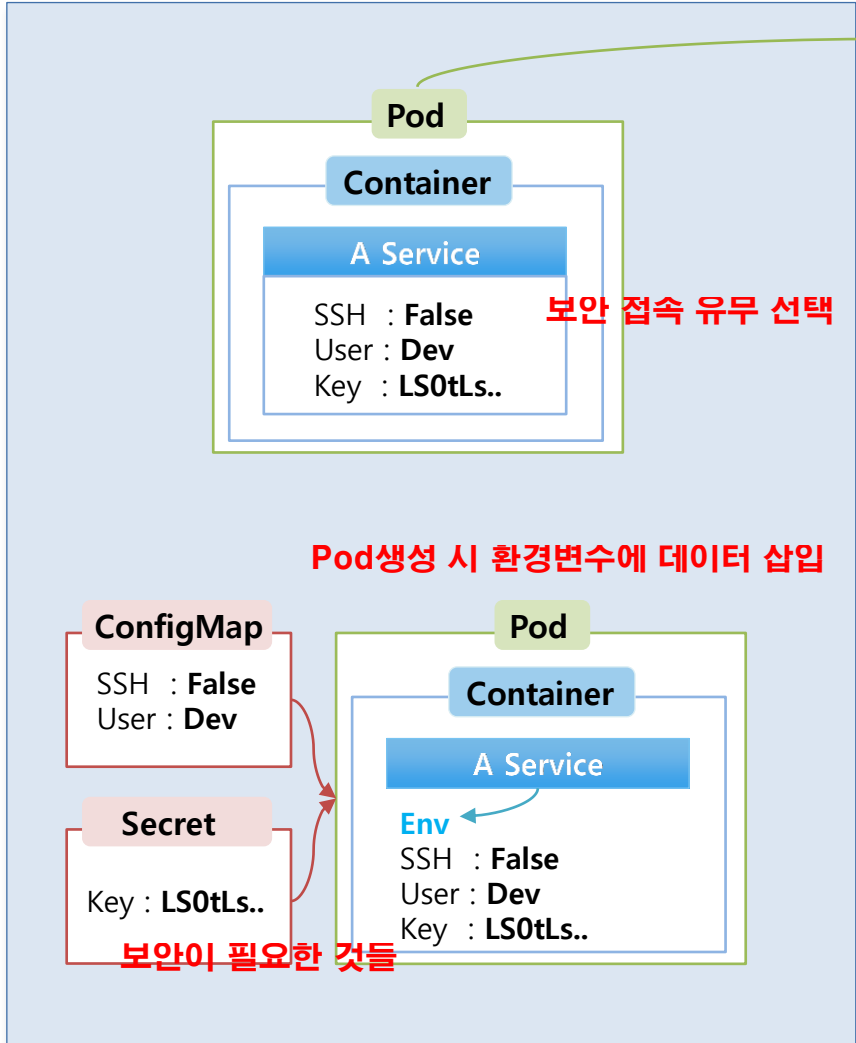 Pod
Container
A Service
SSH : False
보안 접속 유무 선택
User : Dev
Key : LS0tLs..
Pod생성 시 환경변수에 데이터 삽입
ConfigMap
SSH : False
User : Dev
Secret
Key : LS0tLs..
보안이 필요한 것들
Pod
Container
A Service
Env
SSH : False
User : Dev
Key : LS0tLs..